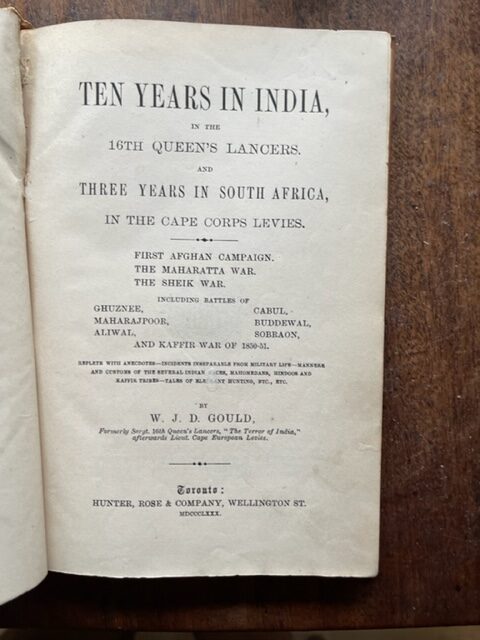 TEN YEARS IN INDIA,
IN THE
16TH QUEEN'S LANCERS.
AND
THREE YEARS IN SOUTH AFRICA,
IN THE CAPE CORPS LEVIES.
FIRST AFGHAN CAMPAIGN.
THE MAHARATTA WAR.
THE SHEIK WAR.
INCLUDING BATTLES OF
GHUZNEE, CABUL,
MAHARAJPOOR, BUDDEWAL,
ALIWAL, SOBRAON,
AND KAFFIR WAR OF 1850-51.
REPLETE WITH ANECDOTES—INCIDENTS INSEPARABLE FROM MILITARY LIFE—MANNERS
AND CUSTOMS OF THE SEVERAL INDIAN RACES, MAHOMEDANS, HINDOOS AND
KAFFIR TRIBES—TALES OF ELEPHANT HUNTING, ETC., ETC.
BY
W. J. D. GOULD,
Formerly Sergt. 16th Queen's Lancers, "The Terror of India,"
afterwards Lieut. Cape European Levies.
Toronto:
HUNTER, ROSE & COMPANY, WELLINGTON ST.
MDCCCLXXX.